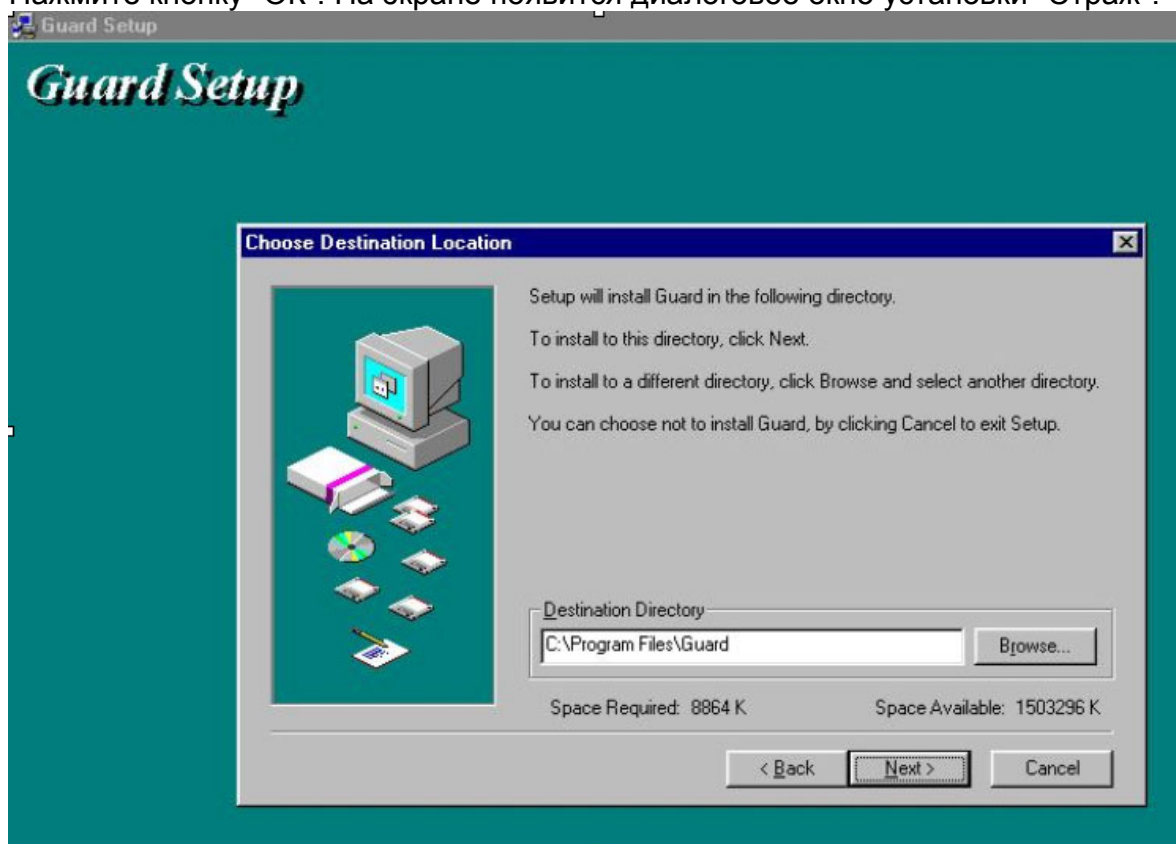 Нажмите кнопку "ОК". На экране появится диалоговое окно установки "Страж".
Guard Setup
Guard Setup
Choose Destination Location
Setup will install Guard in the following directory.
To install to this directory, click Next.
To install to a different directory, click Browse and select another directory.
You can choose not to install Guard, by clicking Cancel to exit Setup.
Destination Directory
C:\Program Files\Guard
Browse...
Space Required: 8864 K
Space Available: 1503296 K
< Back
Next >
Cancel